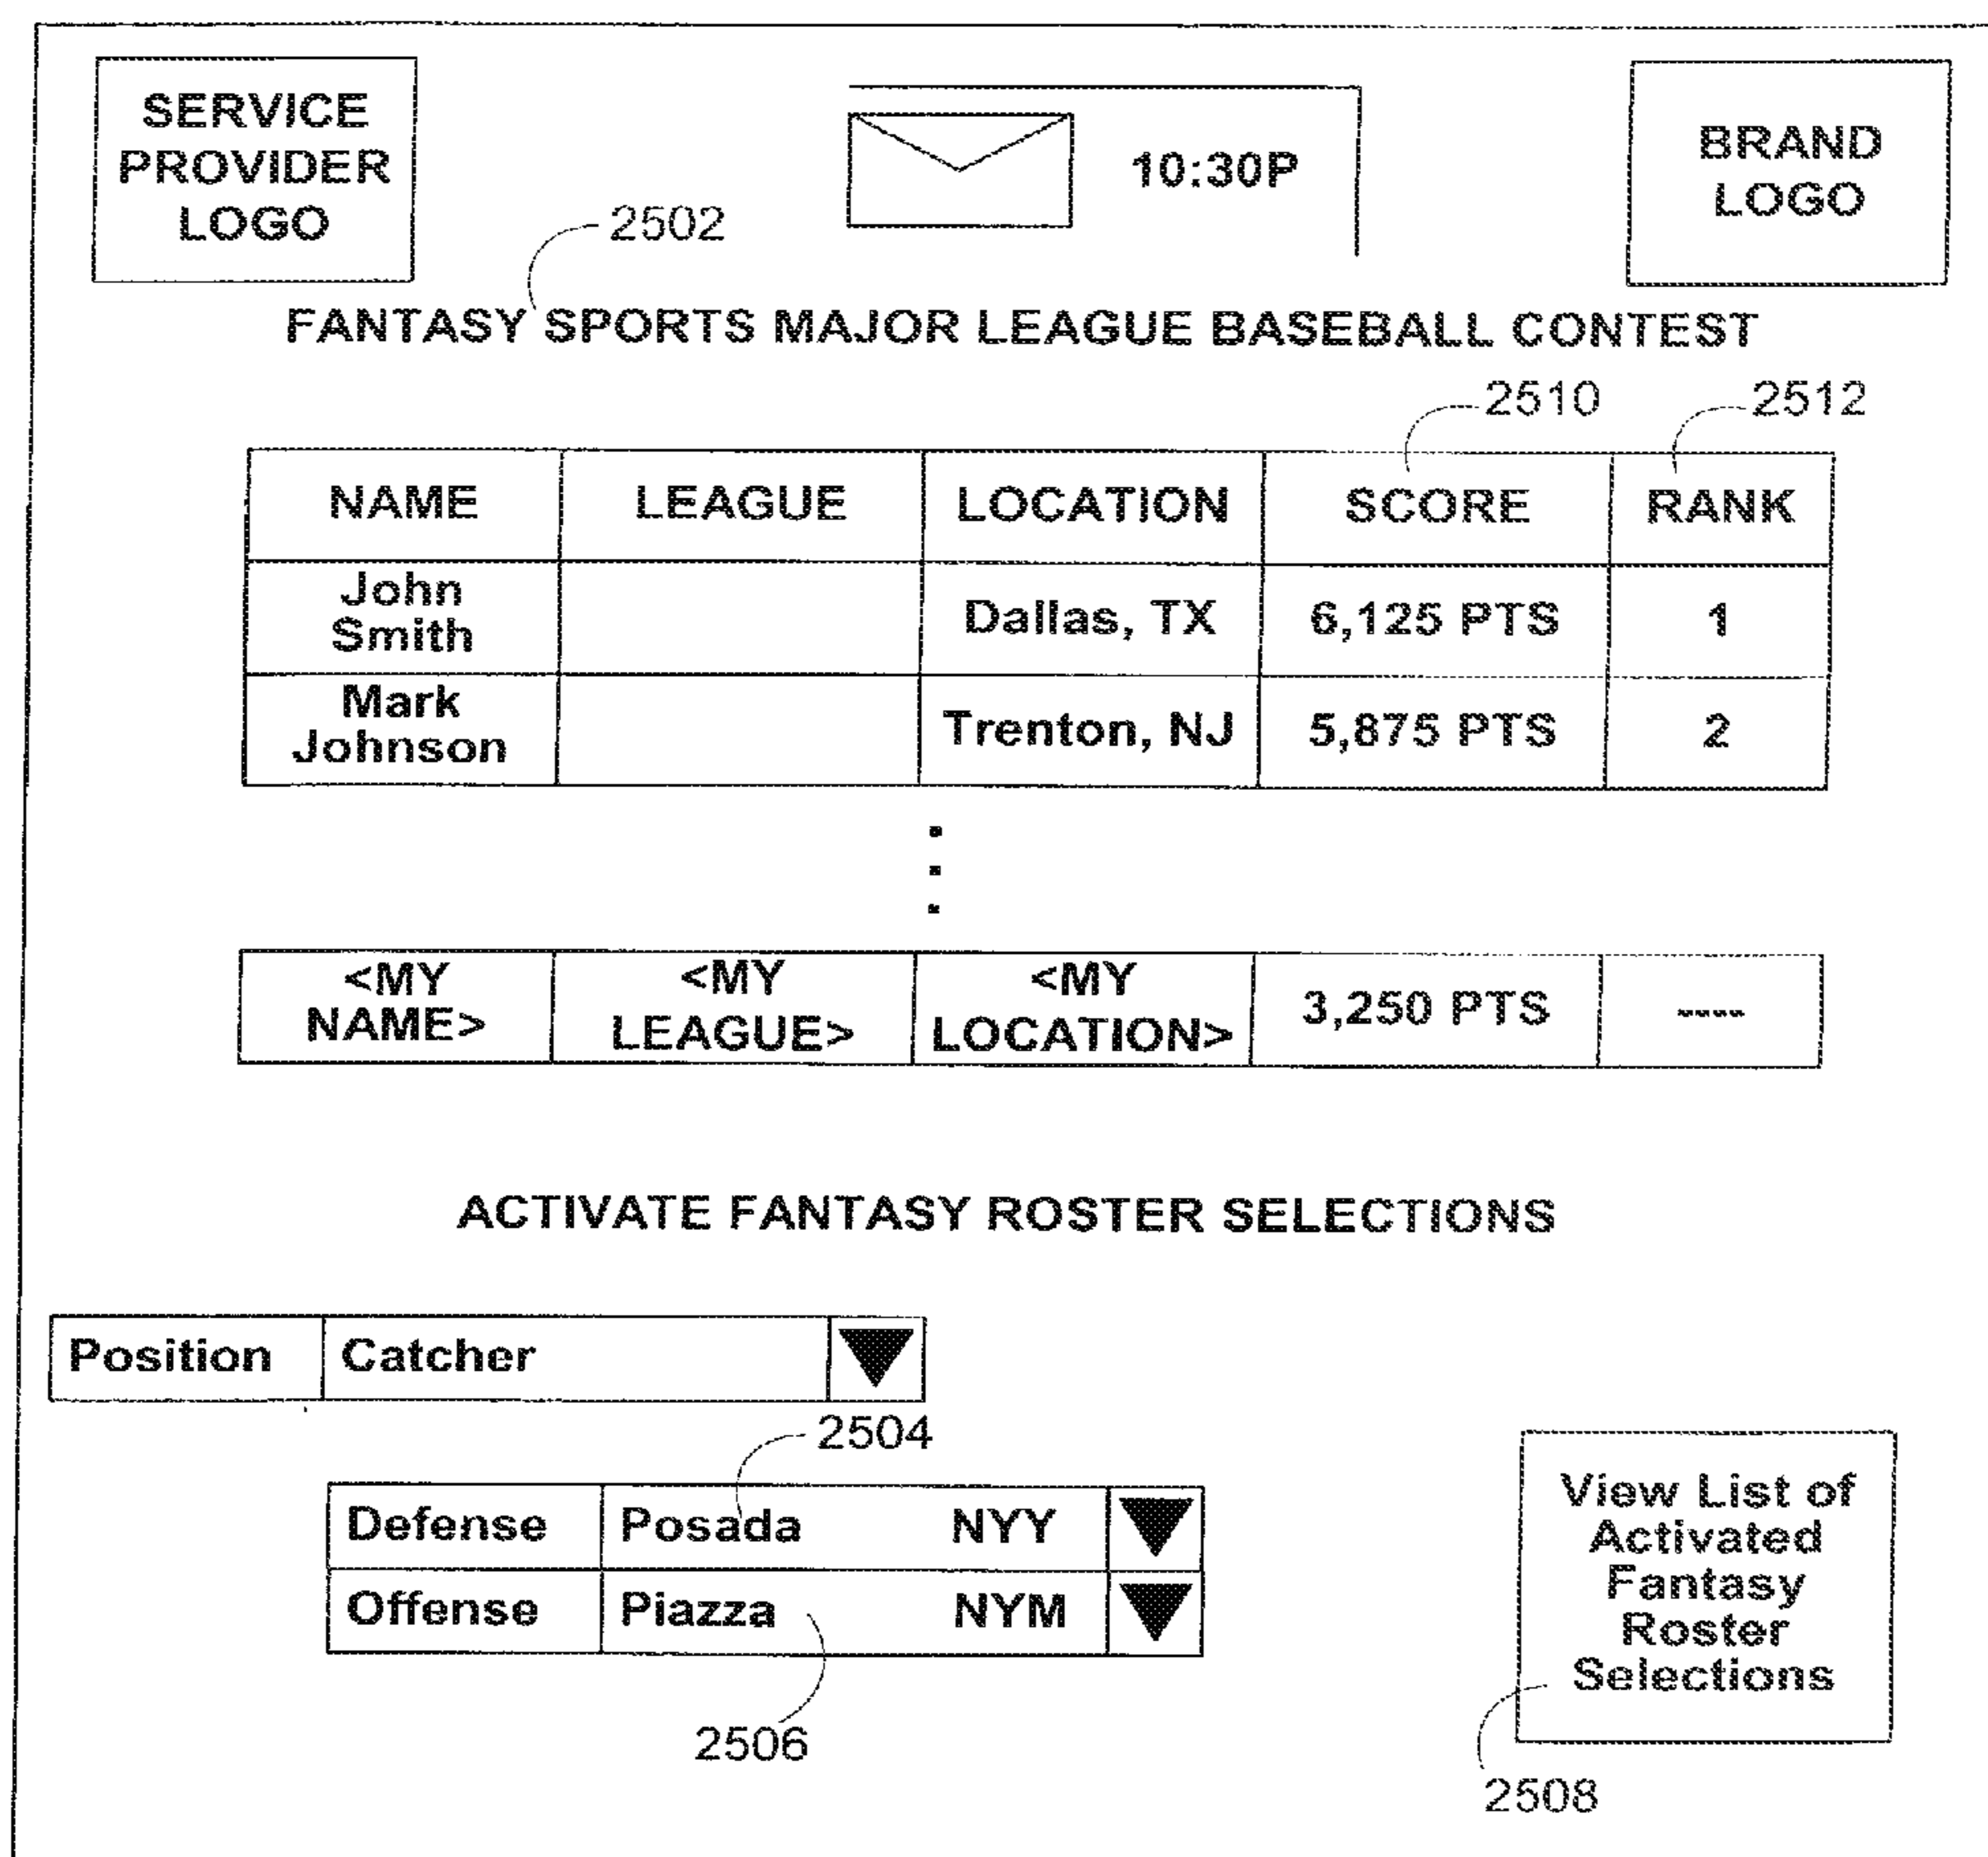 SERVICE
PROVIDER
LOGO
10:30P
BRAND
LOGO
2502
FANTASY SPORTS MAJOR LEAGUE BASEBALL CONTEST
2510
2512
NAME LEAGUE LOCATION SCORE RANK
John
Smith
Dallas, TX 6,125 PTS 1
Mark
Johnson
Trenton, NJ 5,875 PTS 2
<MY
NAME>
<MY
LEAGUE>
<MY
LOCATION>
3,250 PTS ----
ACTIVATE FANTASY ROSTER SELECTIONS
Position Catcher
2504
Defense Posada NYY
Offense Piazza NYM
2506
View List of
Activated
Fantasy
Roster
Selections
2508